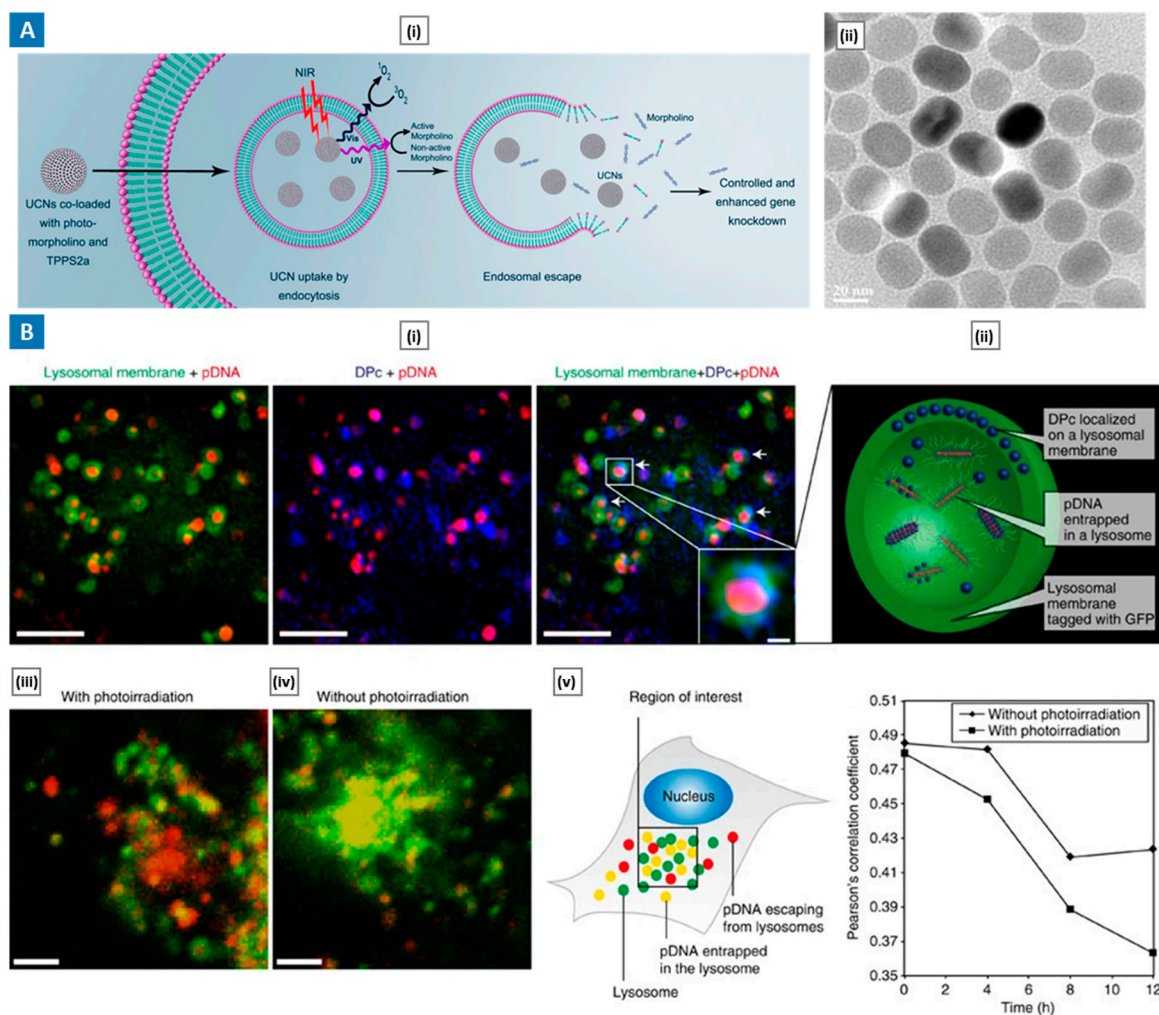 A
(i)
NIR
¹O₂
³O₂
Vis
UV
Active
Morpholino
Non-active
Morpholino
Morpholino
UCNs
UCNs co-loaded
with photo-
morpholino and
TPPS2a
UCN uptake by
endocytosis
Endosomal escape
Controlled and
enhanced gene
knockdown
(ii)
20 nm
B
(i)
(ii)
Lysosomal membrane + pDNA
DPc + pDNA
Lysosomal membrane+DPc+pDNA
DPc localized
on a lysosomal
membrane
pDNA
entrapped
in a lysosome
Lysosomal
membrane
tagged with GFP
(iii)
With photoirradiation
(iv)
Without photoirradiation
(v)
Region of interest
Nucleus
pDNA escaping
from lysosomes
pDNA entrapped
in the lysosome
Lysosome
Pearson's correlation coefficient
0.51
0.49
0.47
0.45
0.43
0.41
0.39
0.37
0.35
Without photoirradiation
With photoirradiation
0
4
8
12
Time (h)